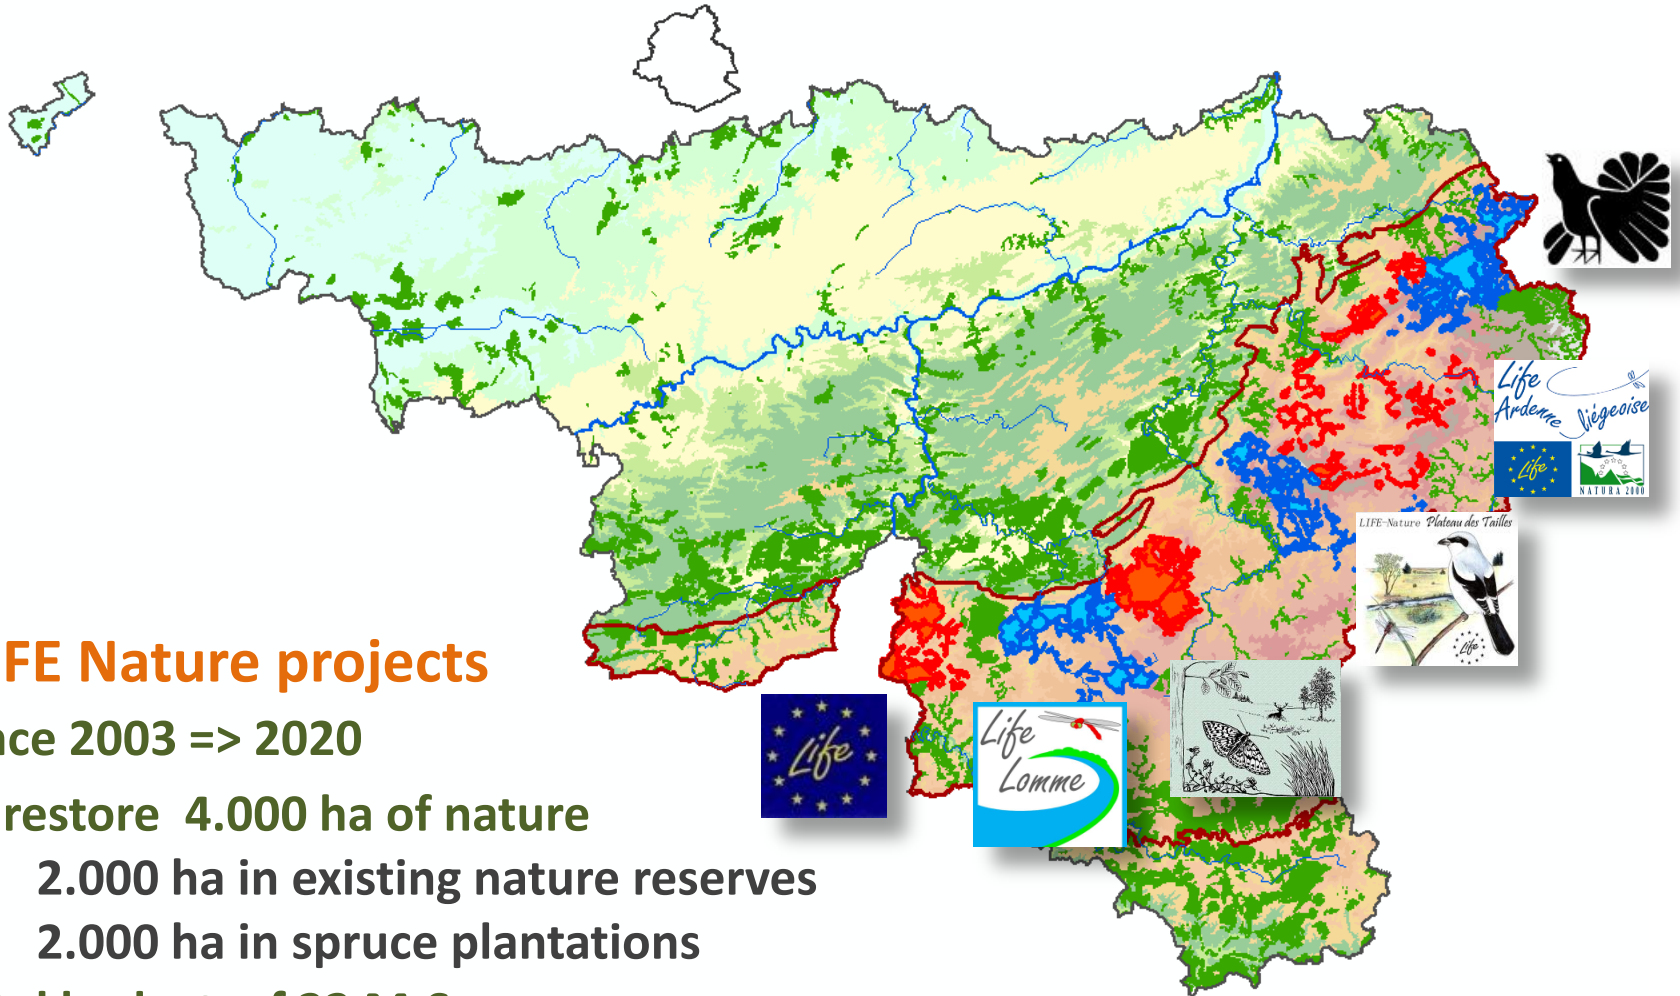 Life
Ardenne liégeoise
Life
NATURA 2000
LIFE-Nature Plateau des Tailles
Life
FE Nature projects
ce 2003 => 2020
restore 4.000 ha of nature
2.000 ha in existing nature reserves
2.000 ha in spruce plantations
Life
Life
Lomme